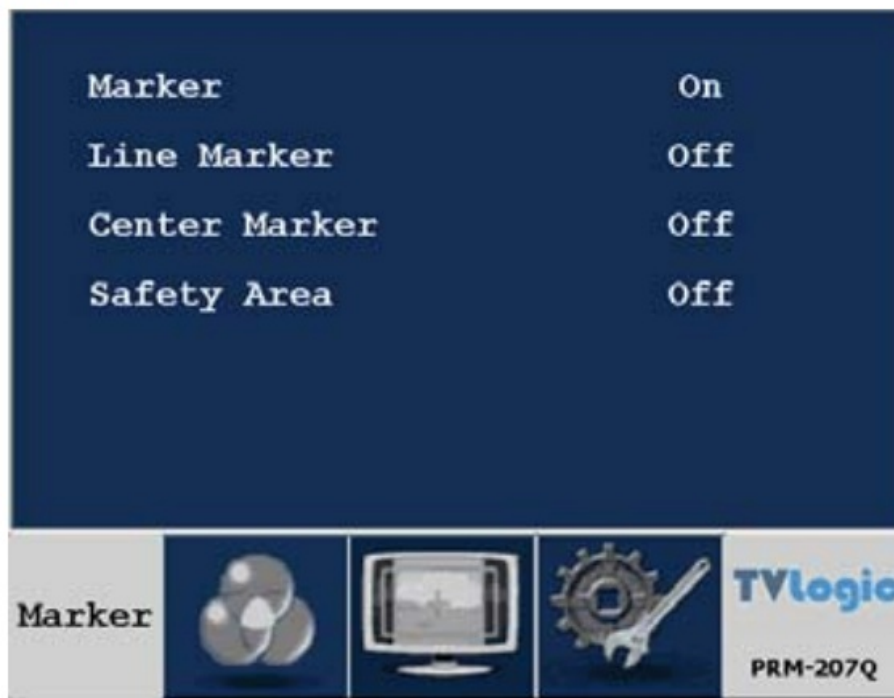 Marker On
Line Marker Off
Center Marker Off
Safety Area Off
Marker
TVlogic
PRM-207Q